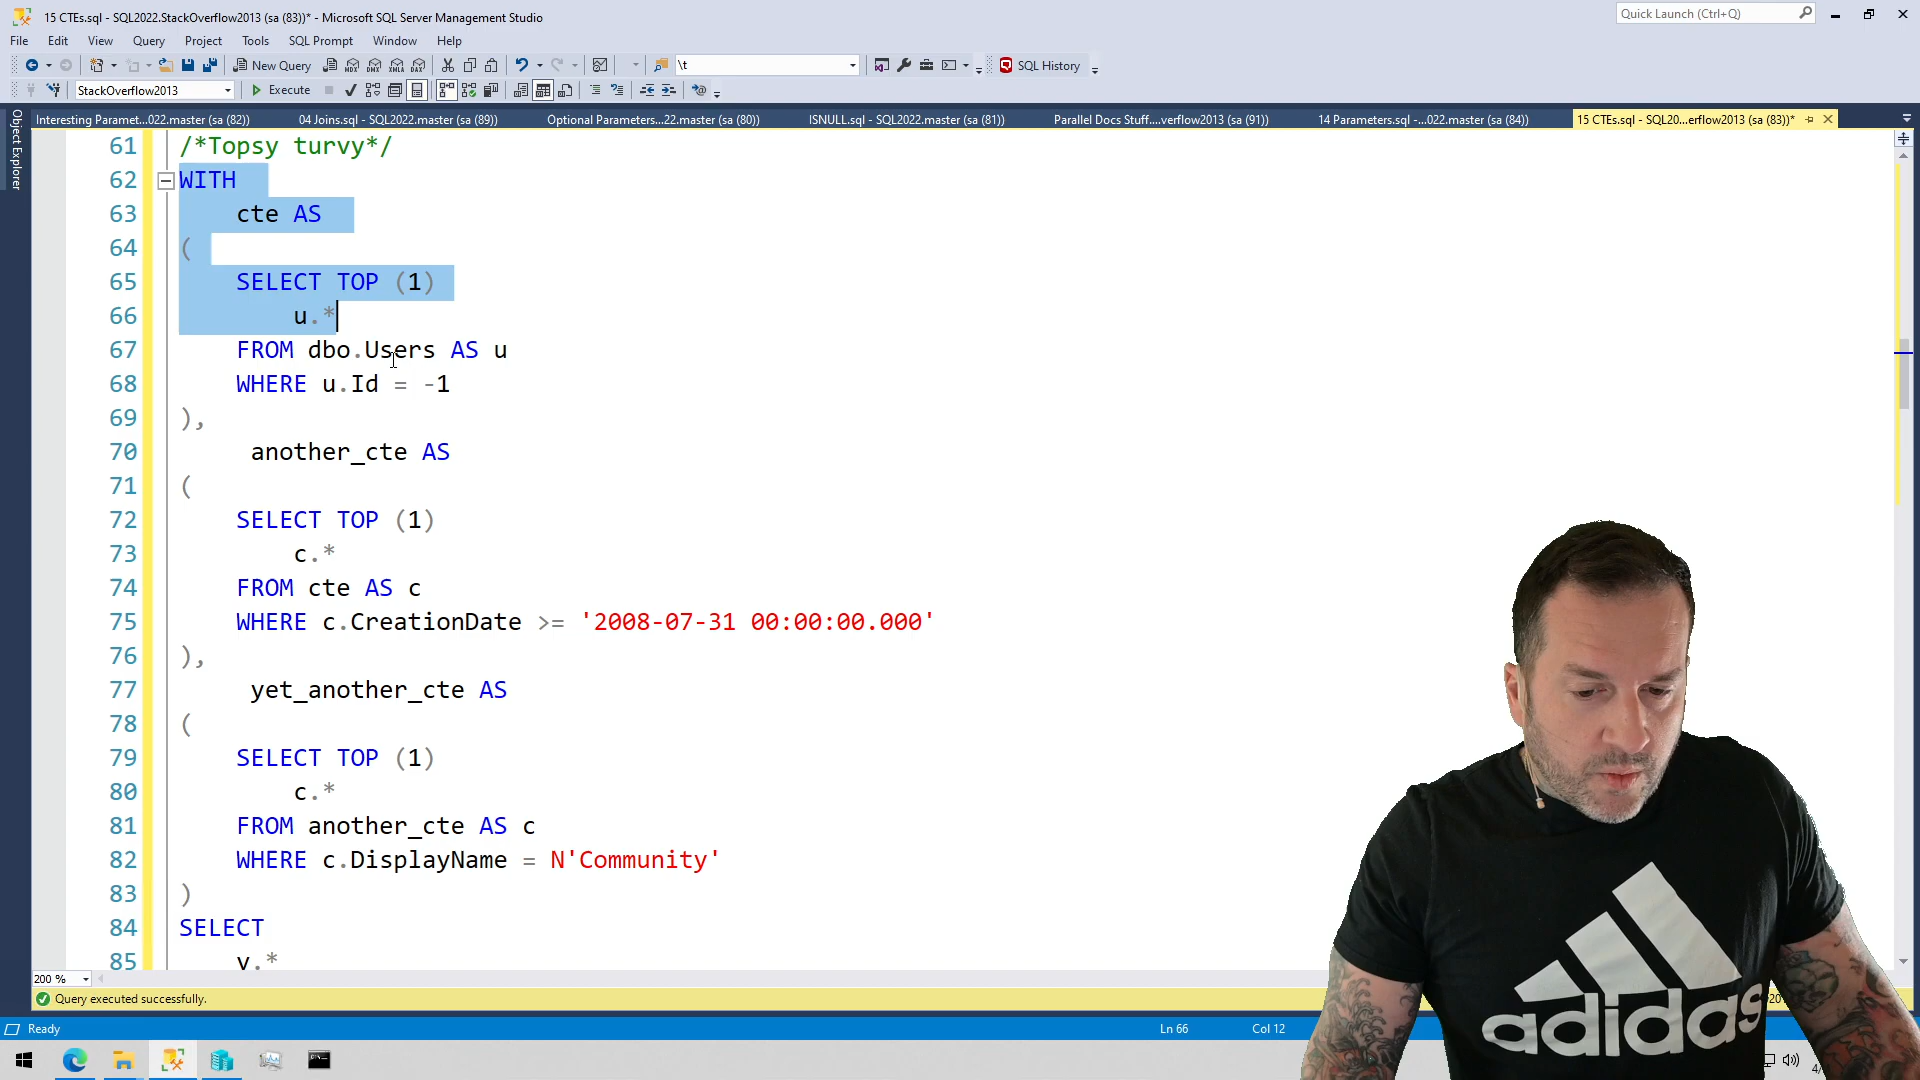 15 CTEs.sql - SQL2022.StackOverflow2013 (sa (83))* - Microsoft SQL Server Management Studio
Quick Launch (Ctrl+Q)
File Edit View Query Project Tools SQL Prompt Window Help
New Query
MDX DMX XMLA DAX
\t
SQL History
StackOverflow2013
Execute
Object Explorer
Interesting Paramet...022.master (sa (82))
04 Joins.sql - SQL2022.master (sa (89))
Optional Parameters...22.master (sa (80))
ISNULL.sql - SQL2022.master (sa (81))
Parallel Docs Stuff....verflow2013 (sa (91))
14 Parameters.sql -...022.master (sa (84))
15 CTEs.sql - SQL20...erflow2013 (sa (83))*
61 /*Topsy turvy*/
62 WITH
63 cte AS
64 (
65 SELECT TOP (1)
66 u.*
67 FROM dbo.Users AS u
68 WHERE u.Id = -1
69 ),
70 another_cte AS
71 (
72 SELECT TOP (1)
73 c.*
74 FROM cte AS c
75 WHERE c.CreationDate >= '2008-07-31 00:00:00.000'
76 ),
77 yet_another_cte AS
78 (
79 SELECT TOP (1)
80 c.*
81 FROM another_cte AS c
82 WHERE c.DisplayName = N'Community'
83 )
84 SELECT
85 y.*
200 %
Query executed successfully.
Ready
Ln 66
Col 12
adidas
4/